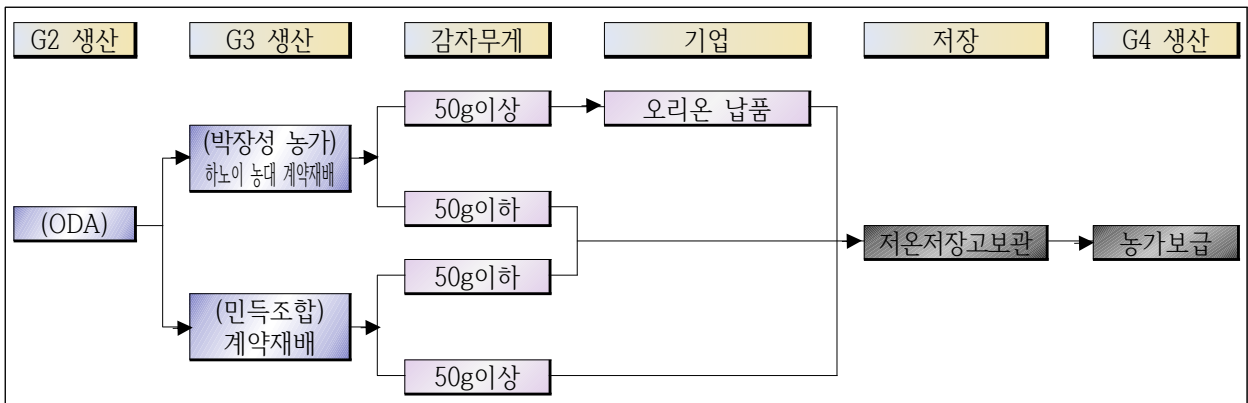 G2 생산
G3 생산
감자무게
기업
저장
G4 생산
50g이상
오리온 납품
(박장성 농가)
하노이 농대 계약재배
50g이하
(ODA)
저온저장고보관
농가보급
50g이하
(민득조합)
계약재배
50g이상